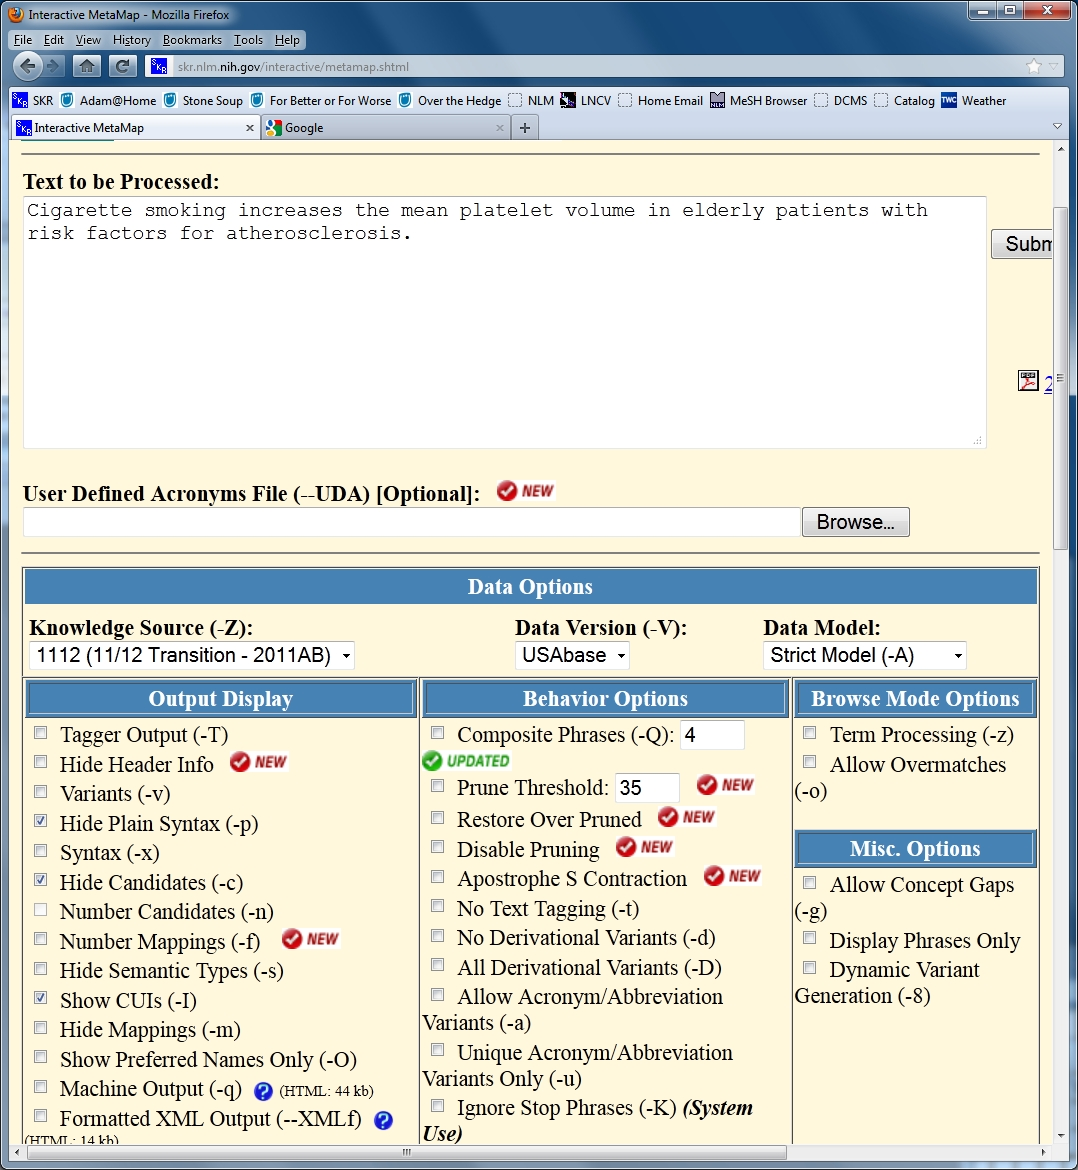 Interactive MetaMap - Mozilla Firefox
File Edit View History Bookmarks Tools Help
skr.nlm.nih.gov/interactive/metamap.shtml
SKR Adam@Home Stone Soup For Better or For Worse Over the Hedge NLM LNCV Home Email MeSH Browser DCMS Catalog Weather
Interactive MetaMap Google
Text to be Processed:
Cigarette smoking increases the mean platelet volume in elderly patients with
risk factors for atherosclerosis.
Subm
2
User Defined Acronyms File (--UDA) [Optional]: NEW
Browse...
Data Options
Knowledge Source (-Z): Data Version (-V): Data Model:
1112 (11/12 Transition - 2011AB) USAbase Strict Model (-A)
Output Display
Tagger Output (-T)
Hide Header Info NEW
Variants (-v)
Hide Plain Syntax (-p)
Syntax (-x)
Hide Candidates (-c)
Number Candidates (-n)
Number Mappings (-f) NEW
Hide Semantic Types (-s)
Show CUIs (-I)
Hide Mappings (-m)
Show Preferred Names Only (-O)
Machine Output (-q) ? (HTML: 44 kb)
Formatted XML Output (--XMLf) ?
(HTML: 14 kb)
Behavior Options
Composite Phrases (-Q): 4
UPDATED
Prune Threshold: 35 NEW
Restore Over Pruned NEW
Disable Pruning NEW
Apostrophe S Contraction NEW
No Text Tagging (-t)
No Derivational Variants (-d)
All Derivational Variants (-D)
Allow Acronym/Abbreviation
Variants (-a)
Unique Acronym/Abbreviation
Variants Only (-u)
Ignore Stop Phrases (-K) (System
Use)
Browse Mode Options
Term Processing (-z)
Allow Overmatches
(-o)
Misc. Options
Allow Concept Gaps
(-g)
Display Phrases Only
Dynamic Variant
Generation (-8)